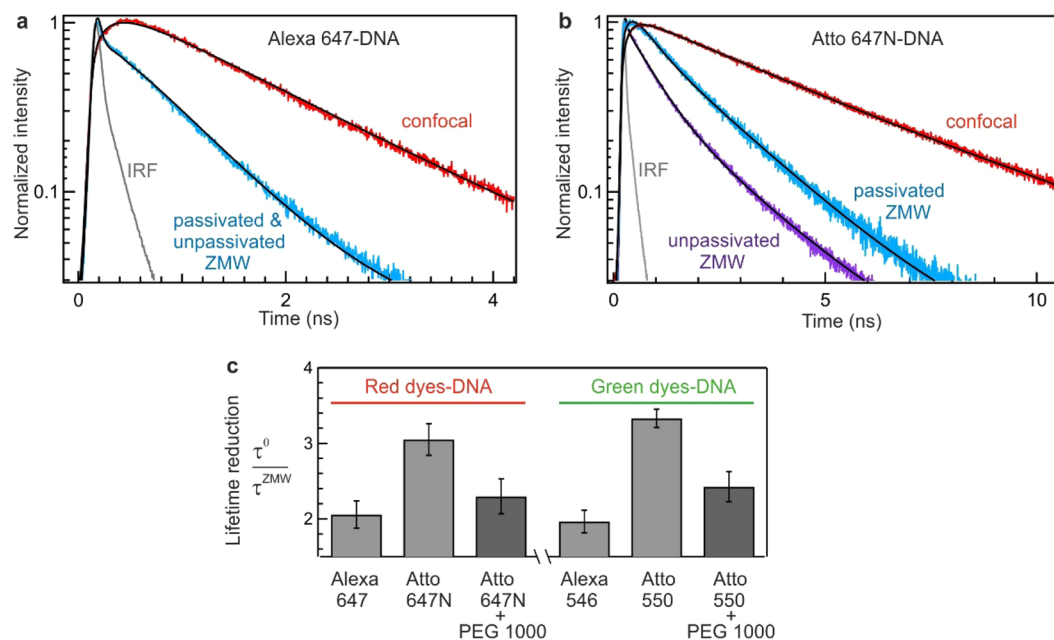 a
Alexa 647-DNA
Normalized intensity
1
0.1
confocal
IRF
passivated &
unpassivated
ZMW
0
2
4
Time (ns)
b
Atto 647N-DNA
Normalized intensity
1
0.1
confocal
IRF
passivated
ZMW
unpassivated
ZMW
0
5
10
Time (ns)
c
Red dyes-DNA
Green dyes-DNA
Lifetime reduction
τ⁰
τᶻᴹᵂ
4
3
2
Alexa
647
Atto
647N
Atto
647N
+
PEG 1000
Alexa
546
Atto
550
Atto
550
+
PEG 1000